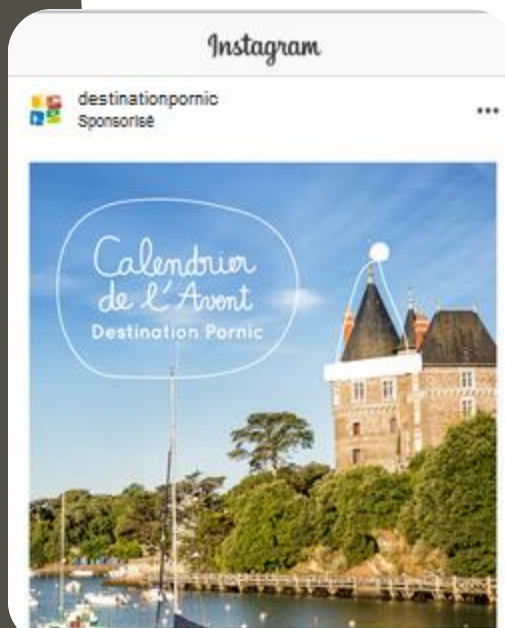 Instagram
destinationpornic
Sponsorisé
•••
Calendrier
de l'Avent
Destination Pornic